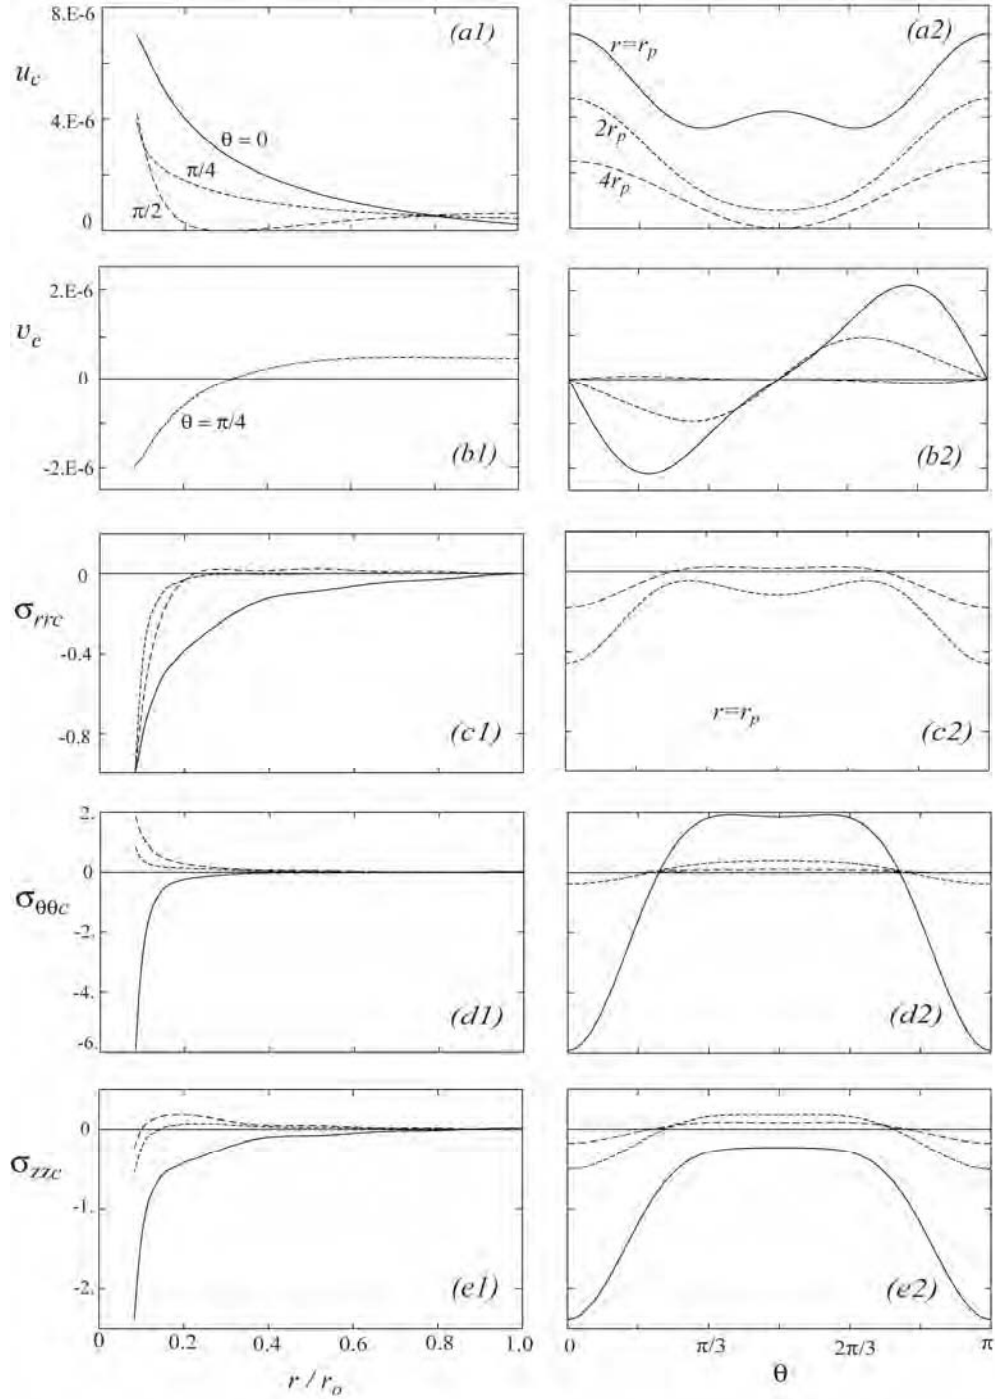 8.E-6
(a1)
(a2)
r=r_p
u_c
4.E-6
θ = 0
2r_p
π/4
4r_p
π/2
0
2.E-6
v_c
0
θ = π/4
-2.E-6
(b1)
(b2)
0
σ_rrc
-0.4
r=r_p
-0.8
(c1)
(c2)
2.
0
σ_θθc
-2.
-4.
(d1)
(d2)
-6.
0
σ_zzc
-1.
-2.
(e1)
(e2)
0 0.2 0.4 0.6 0.8 1.0
0 π/3 2π/3 π
r / r_o
θ